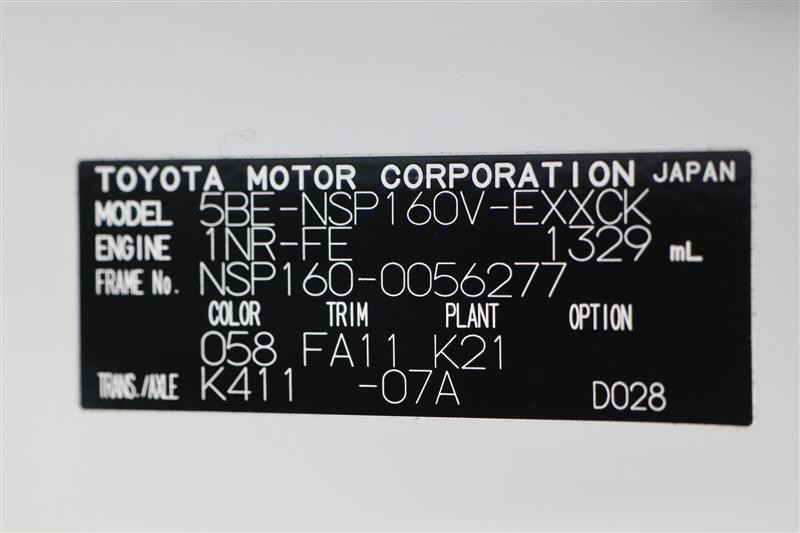 TOYOTA MOTOR CORPORATION JAPAN
MODEL 5BE-NSP160V-EXXCK
ENGINE 1NR-FE 1329 mL
FRAME No. NSP160-0056277
COLOR TRIM PLANT OPTION
058 FA11 K21
TRANS./AXLE K411 -07A D028